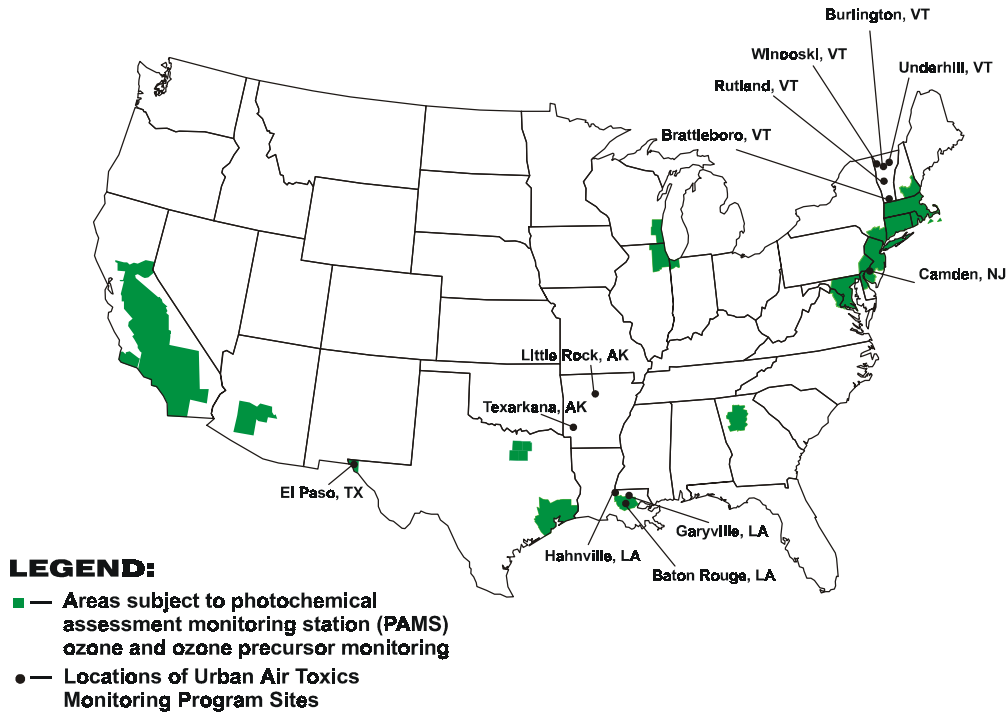 Burlington, VT
Winooski, VT
Underhill, VT
Rutland, VT
Brattleboro, VT
Camden, NJ
Little Rock, AK
Texarkana, AK
El Paso, TX
Garyville, LA
Hahnville, LA
Baton Rouge, LA
LEGEND:
— Areas subject to photochemical
assessment monitoring station (PAMS)
ozone and ozone precursor monitoring
— Locations of Urban Air Toxics
Monitoring Program Sites